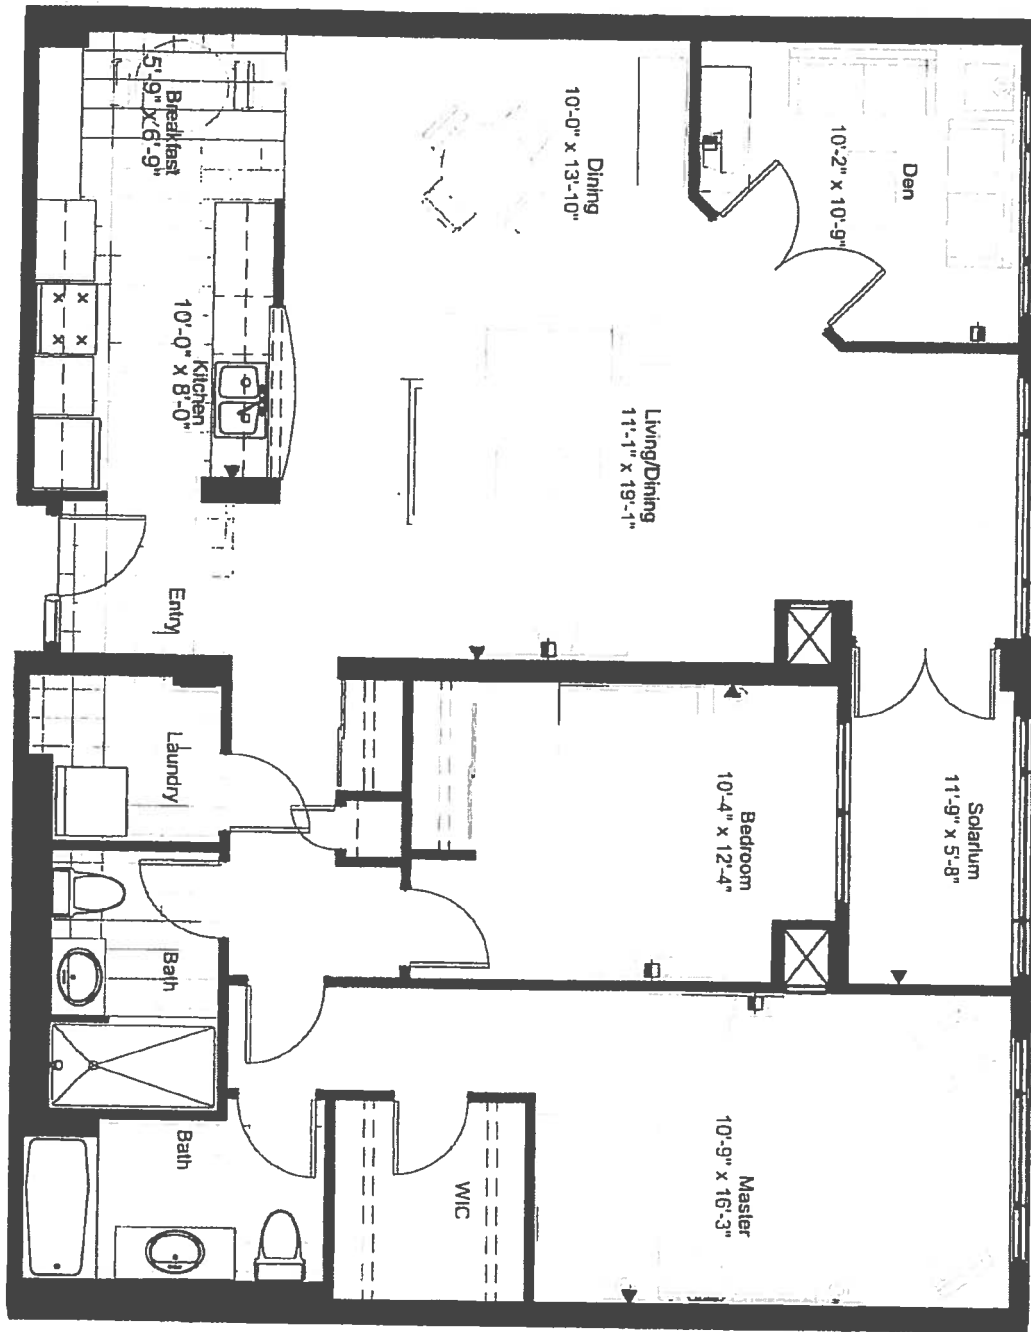 Breakfast
5'-9" x 6'-9"
Dining
10'-0" x 13'-10"
Den
10'-2" x 10'-9"
Kitchen
10'-0" x 8'-0"
Living/Dining
11'-1" x 19'-1"
Entry
Laundry
Bedroom
10'-4" x 12'-4"
Solarium
11'-9" x 5'-8"
Bath
Bath
WIC
Master
10'-9" x 16'-3"